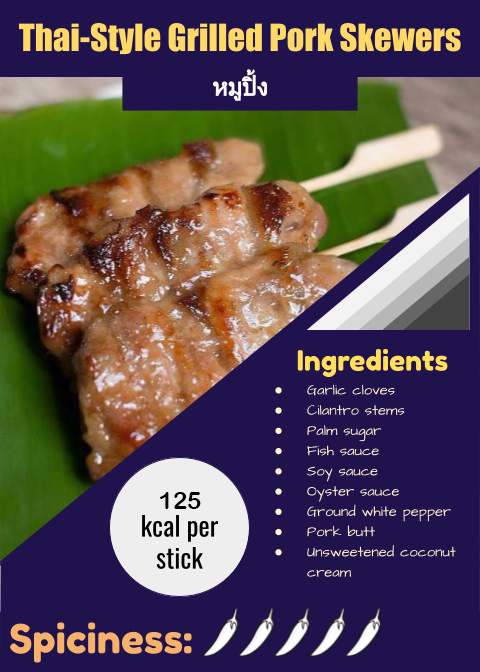 Thai-Style Grilled Pork Skewers
หมูปิ้ง
Ingredients
Garlic cloves
Cilantro stems
Palm sugar
Fish sauce
Soy sauce
Oyster sauce
Ground white pepper
Pork butt
Unsweetened coconut
cream
125
kcal per
stick
Spiciness: